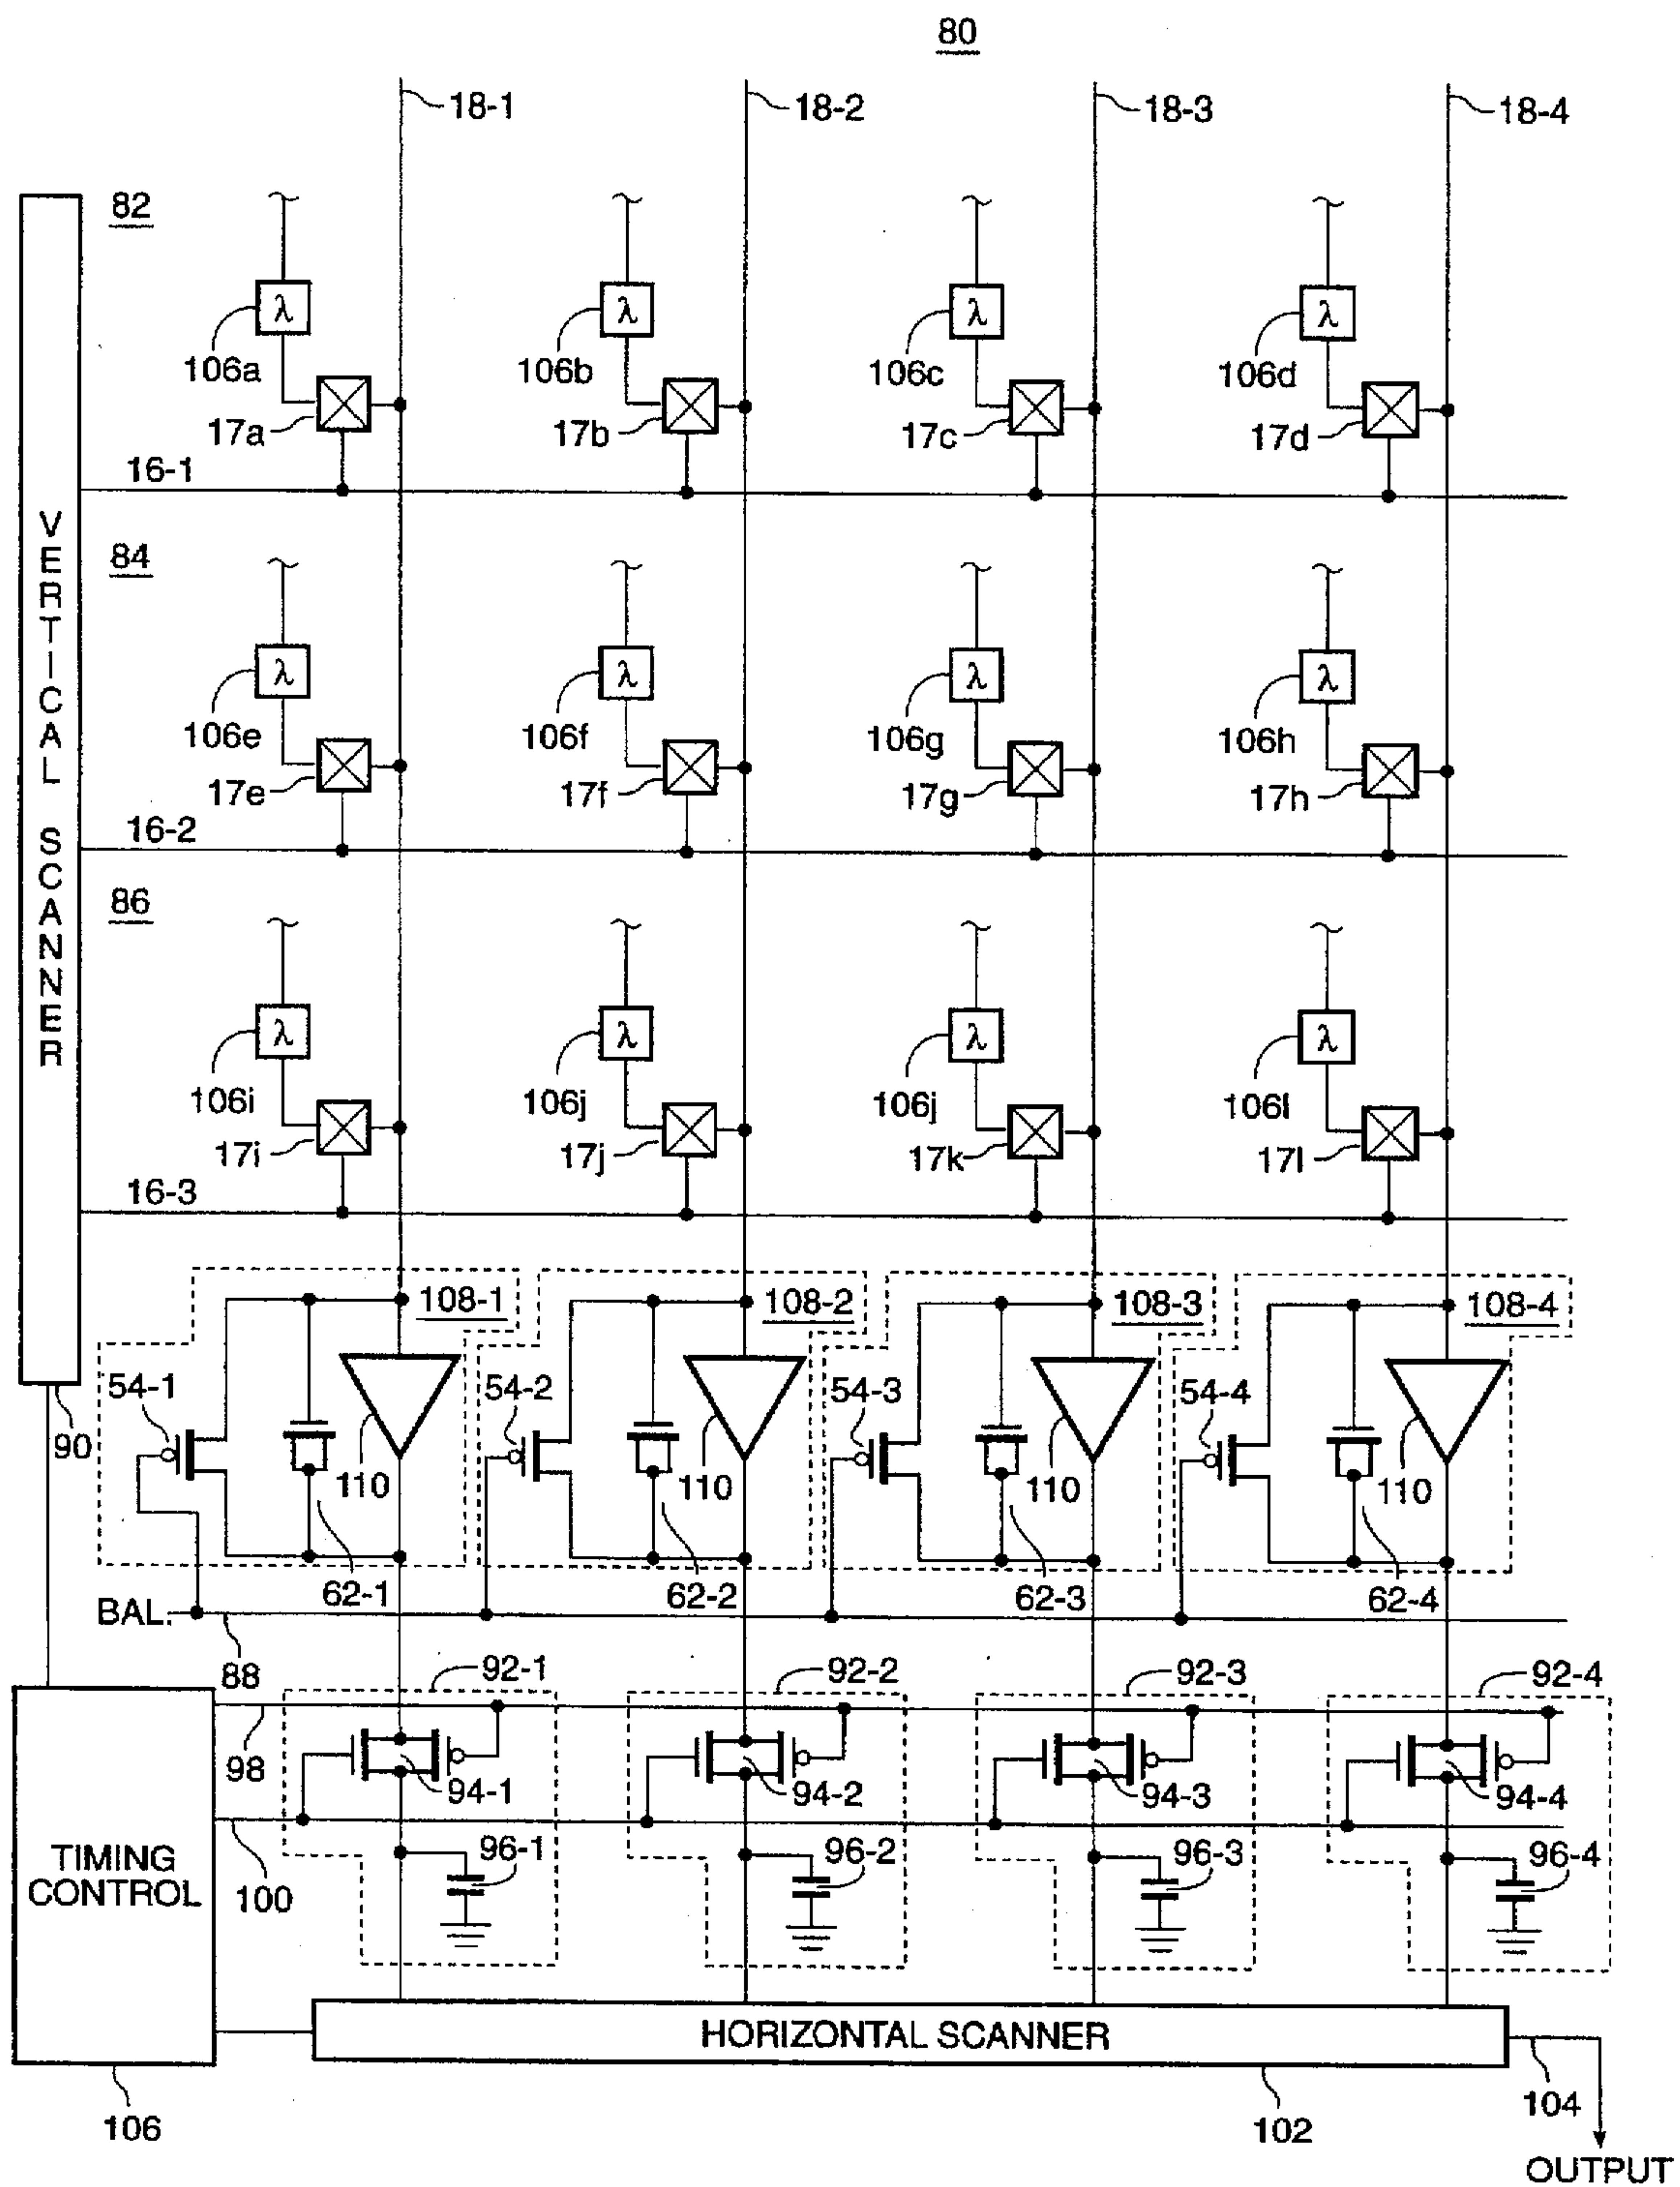 80
18-1 18-2 18-3 18-4
82
λ λ λ λ
106a 106b 106c 106d
17a 17b 17c 17d
16-1
VERTICAL SCANNER
84
λ λ λ λ
106e 106f 106g 106h
17e 17f 17g 17h
16-2
86
λ λ λ λ
106i 106j 106j 106l
17i 17j 17k 17l
16-3
108-1 108-2 108-3 108-4
54-1 54-2 54-3 54-4
90
110 110 110 110
62-1 62-2 62-3 62-4
BAL.
88
92-1 92-2 92-3 92-4
98
94-1 94-2 94-3 94-4
96-1 96-2 96-3 96-4
TIMING
CONTROL
100
HORIZONTAL SCANNER
106
102
104
OUTPUT